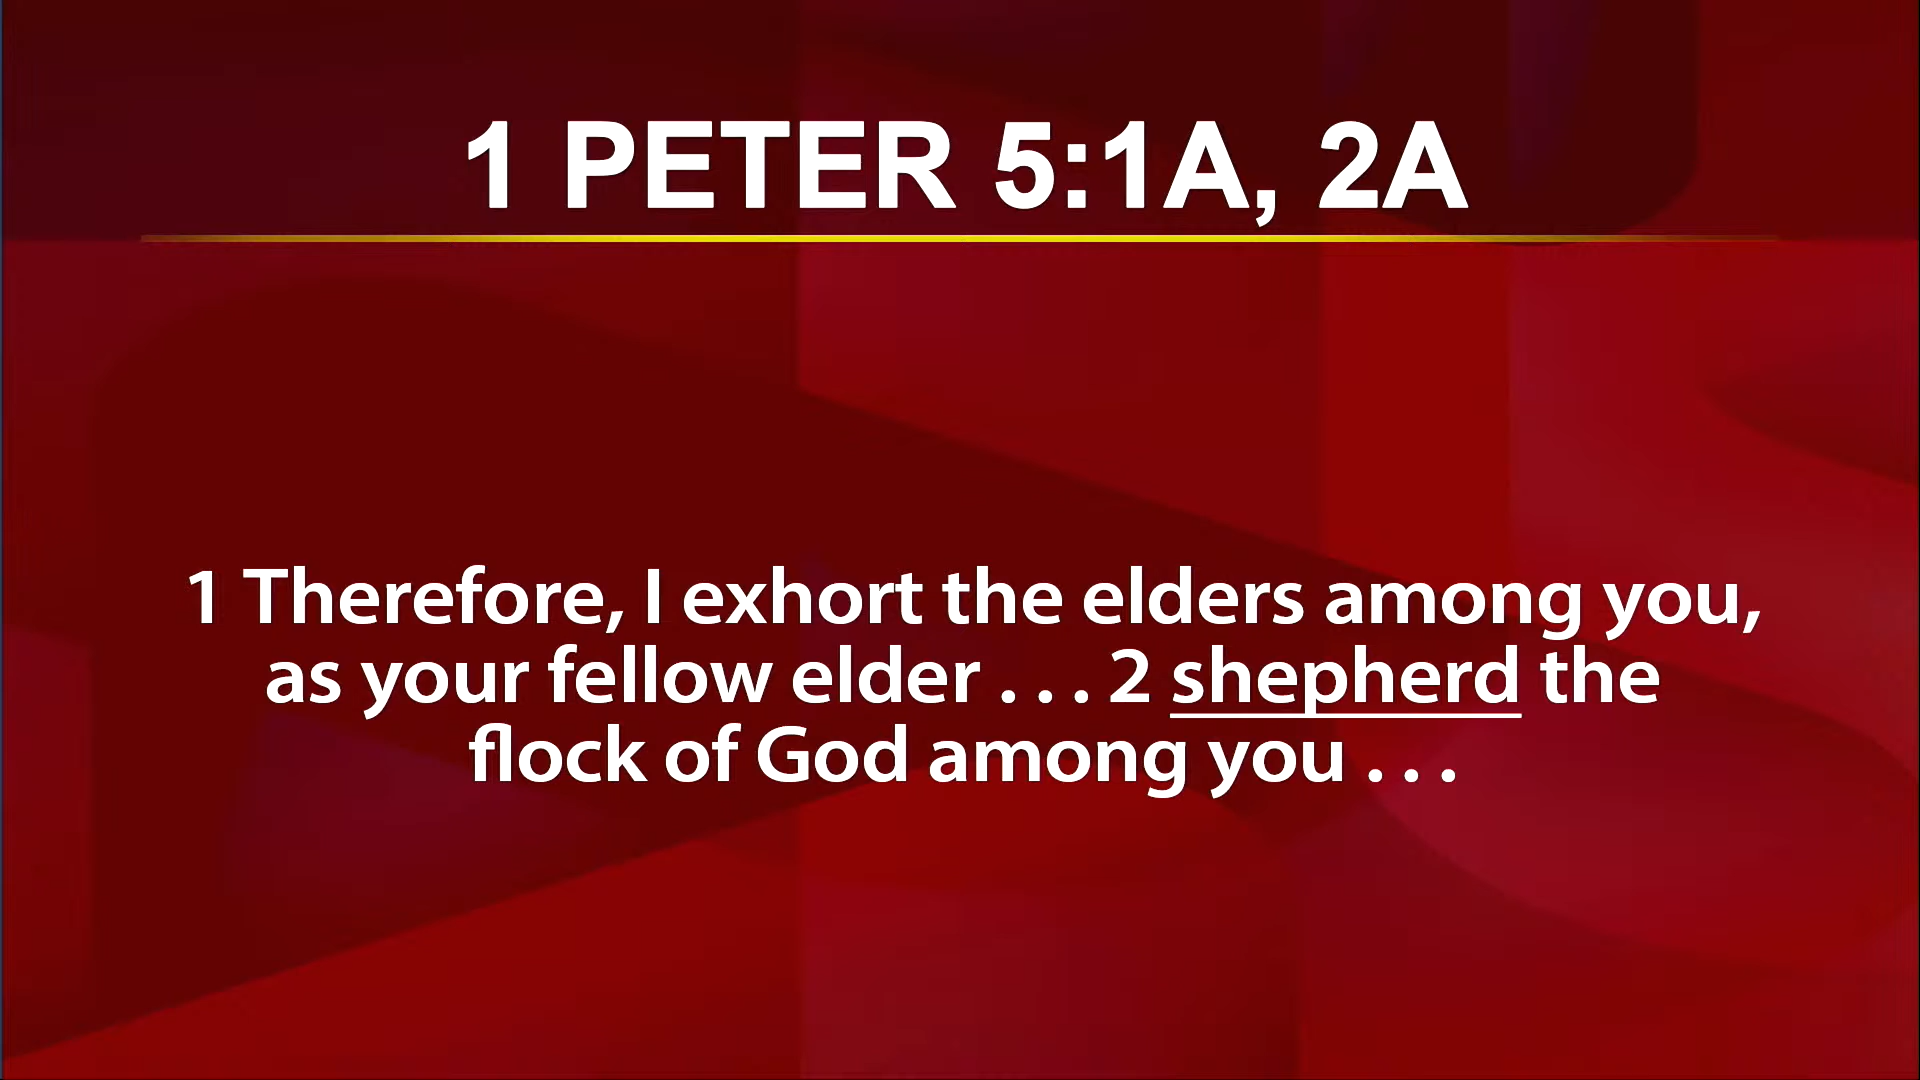 1 PETER 5:1A, 2A
1 Therefore, I exhort the elders among you,
as your fellow elder . . . 2 shepherd the
flock of God among you . . .